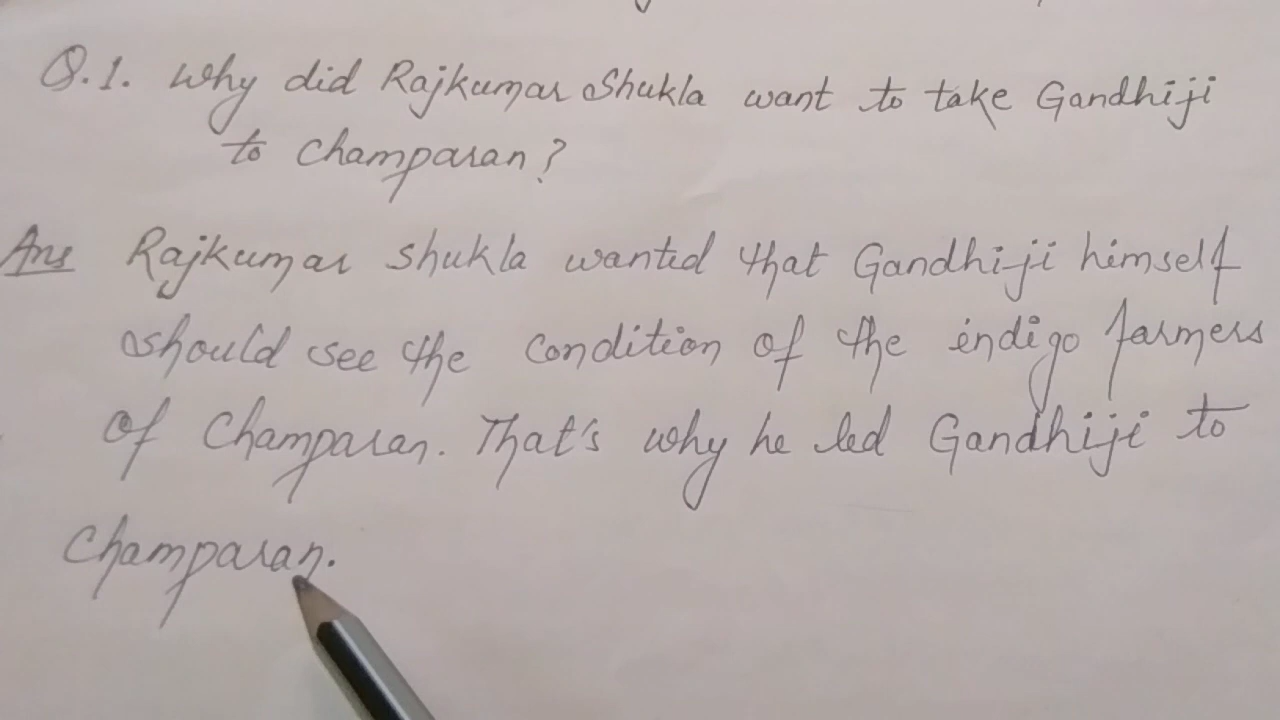 Q.1. Why did Rajkumar Shukla want to take Gandhiji
to Champaran?
Ans Rajkumar Shukla wanted that Gandhiji himself
should see the condition of the indigo farmers
of Champaran. That's why he led Gandhiji to
Champaran.